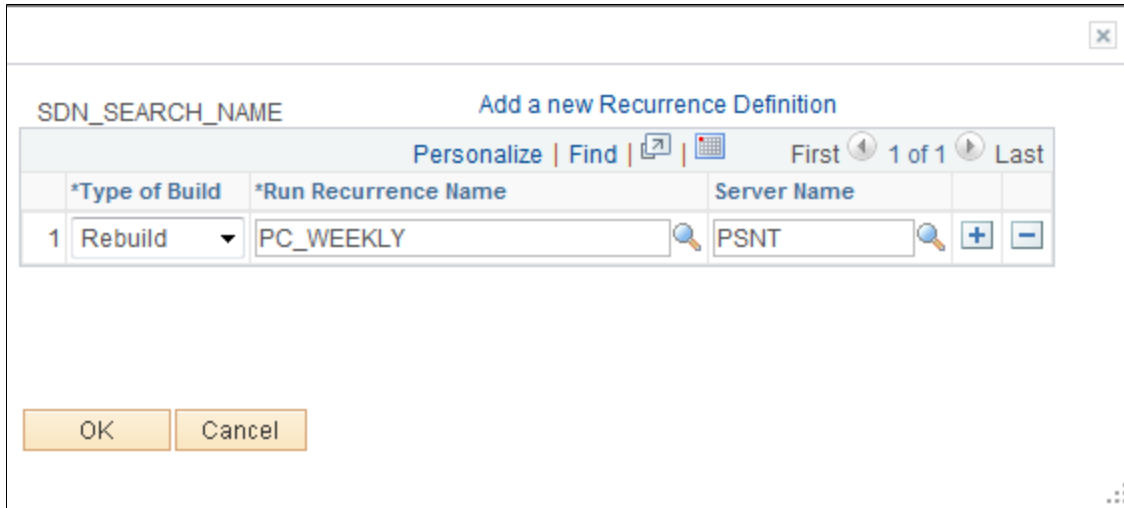 SDN_SEARCH_NAME Add a new Recurrence Definition
Personalize | Find | | First 1 of 1 Last
*Type of Build *Run Recurrence Name Server Name
1 Rebuild PC_WEEKLY PSNT
OK Cancel